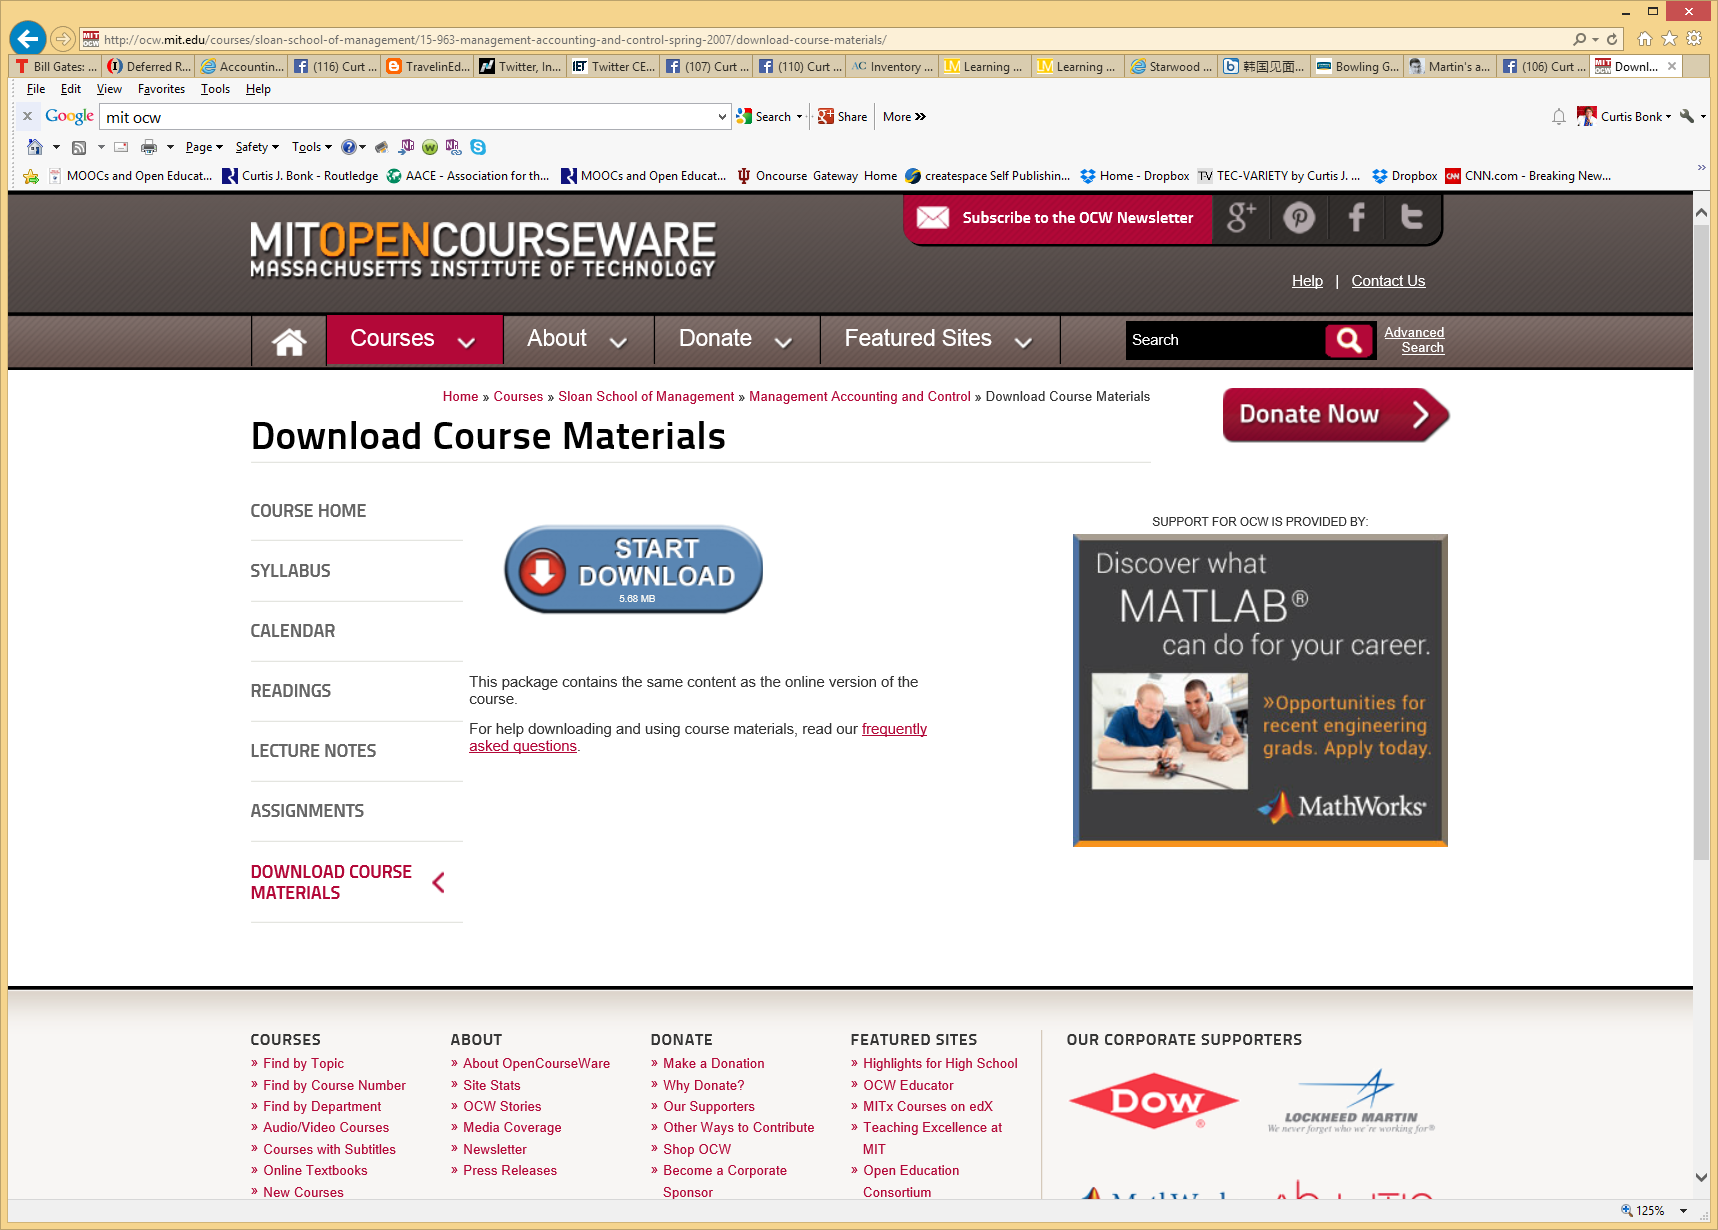 http://ocw.mit.edu/courses/sloan-school-of-management/15-963-management-accounting-and-control-spring-2007/download-course-materials/
Bill Gates: ...
Deferred R...
Accountin...
(116) Curt ...
TravelinEd...
Twitter, In...
Twitter CE...
(107) Curt ...
(110) Curt ...
AC Inventory ...
LM Learning ...
LM Learning ...
Starwood ...
韩国见面...
Bowling G...
Martin's a...
(106) Curt ...
Downl...
File Edit View Favorites Tools Help
x Google mit ocw Search Share More » Curtis Bonk
Page Safety Tools
MOOCs and Open Educat... Curtis J. Bonk - Routledge AACE - Association for th... MOOCs and Open Educat... Oncourse Gateway Home createspace Self Publishin... Home - Dropbox TEC-VARIETY by Curtis J. ... Dropbox CNN.com - Breaking New...
MITOPENCOURSEWARE
MASSACHUSETTS INSTITUTE OF TECHNOLOGY
Subscribe to the OCW Newsletter
Help | Contact Us
Courses About Donate Featured Sites
Search
Advanced
Search
Home » Courses » Sloan School of Management » Management Accounting and Control » Download Course Materials
Download Course Materials
Donate Now
COURSE HOME
SYLLABUS
CALENDAR
READINGS
LECTURE NOTES
ASSIGNMENTS
DOWNLOAD COURSE
MATERIALS
START
DOWNLOAD
5.68 MB
This package contains the same content as the online version of the
course.
For help downloading and using course materials, read our frequently
asked questions.
SUPPORT FOR OCW IS PROVIDED BY:
Discover what
MATLAB®
can do for your career.
»Opportunities for
recent engineering
grads. Apply today.
MathWorks®
COURSES
» Find by Topic
» Find by Course Number
» Find by Department
» Audio/Video Courses
» Courses with Subtitles
» Online Textbooks
» New Courses
ABOUT
» About OpenCourseWare
» Site Stats
» OCW Stories
» Media Coverage
» Newsletter
» Press Releases
DONATE
» Make a Donation
» Why Donate?
» Our Supporters
» Other Ways to Contribute
» Shop OCW
» Become a Corporate
Sponsor
FEATURED SITES
» Highlights for High School
» OCW Educator
» MITx Courses on edX
» Teaching Excellence at
MIT
» Open Education
Consortium
OUR CORPORATE SUPPORTERS
DOW®
LOCKHEED MARTIN
We never forget who we're working for®
125%